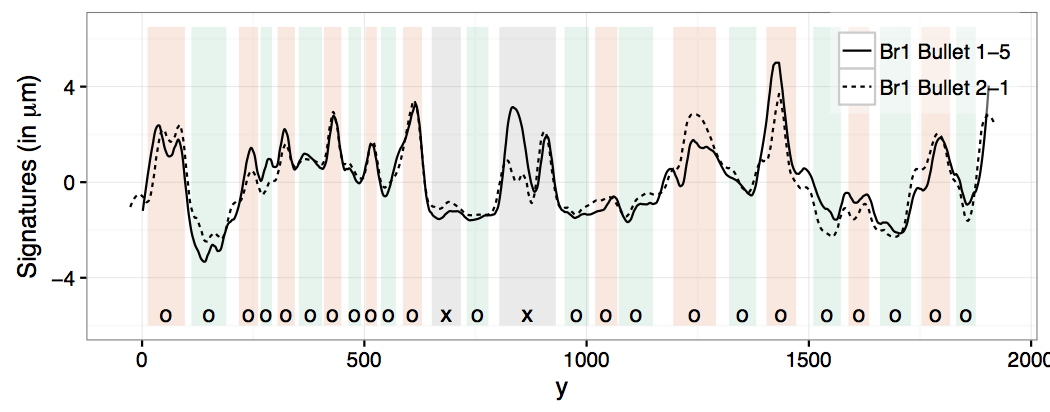 Br1 Bullet 1−5
Br1 Bullet 2−1
Signatures (in μm)
4
0
−4
o o o o o o o o o o o x o x o o o o o o o o o o o
0 500 1000 1500 2000
y